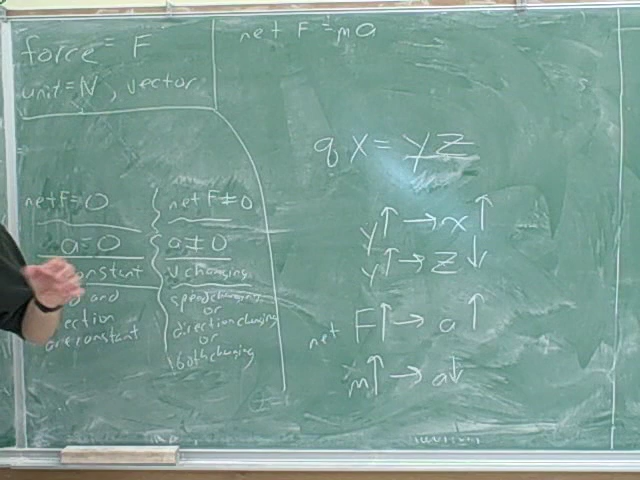 force = F
unit = N, vector
net F = ma
q x = yz
net F = 0
a = 0
constant
and
ection
are constant
net F ≠ 0
a ≠ 0
v changing
speed changing
or
direction changing
or
both changing
y↑ → x↑
y↑ → z↓
net F↑ → a↑
m↑ → a↓